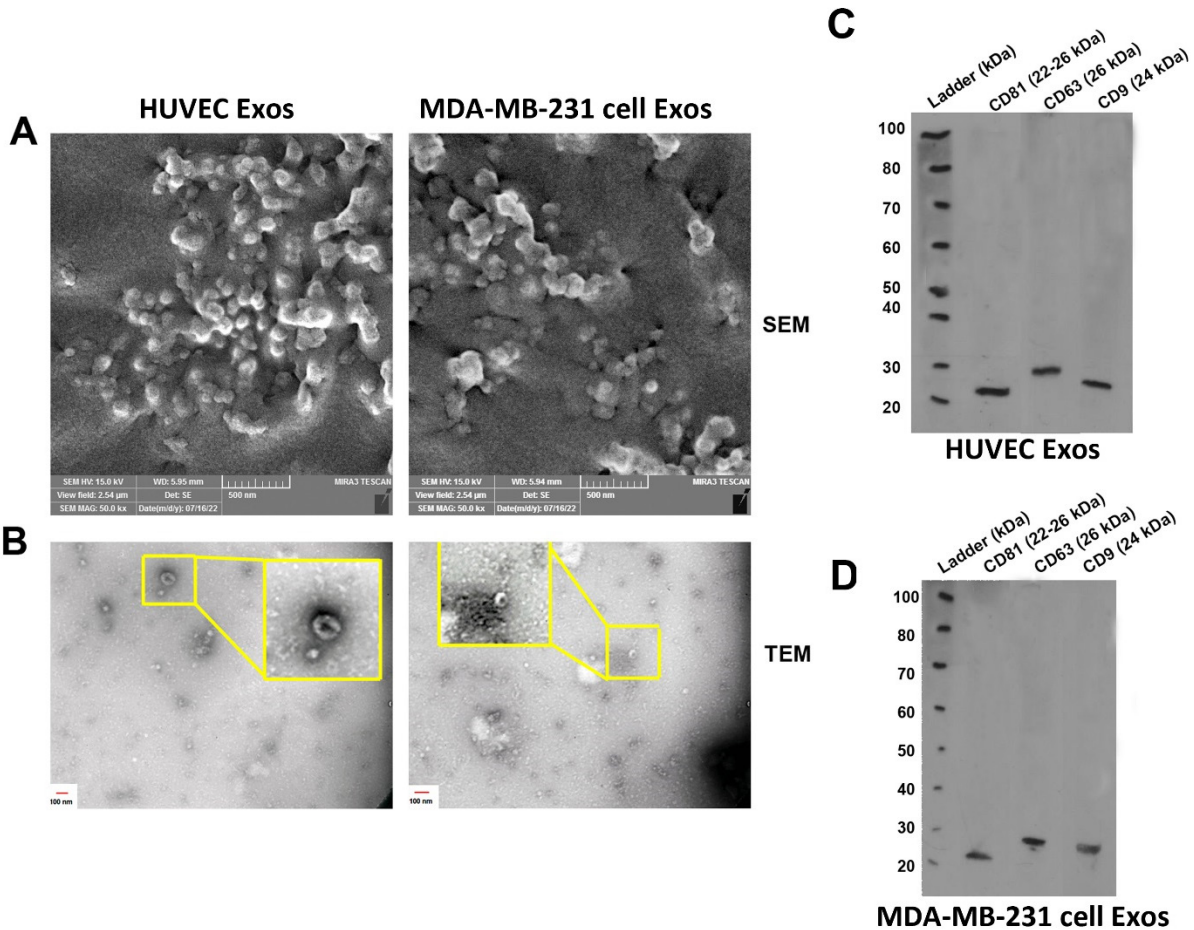 A
HUVEC Exos
MDA-MB-231 cell Exos
SEM HV: 15.0 kV
WD: 5.95 mm
MIRA3 TESCAN
View field: 2.54 µm
Det: SE
500 nm
SEM MAG: 50.0 kx
Date(m/d/y): 07/16/22
SEM HV: 15.0 kV
WD: 5.94 mm
MIRA3 TESCAN
View field: 2.54 µm
Det: SE
500 nm
SEM MAG: 50.0 kx
Date(m/d/y): 07/16/22
SEM
B
100 nm
100 nm
TEM
C
Ladder (kDa)
CD81 (22-26 kDa)
CD63 (26 kDa)
CD9 (24 kDa)
100
80
70
60
50
40
30
20
HUVEC Exos
D
Ladder (kDa)
CD81 (22-26 kDa)
CD63 (26 kDa)
CD9 (24 kDa)
100
80
70
60
50
40
30
20
MDA-MB-231 cell Exos